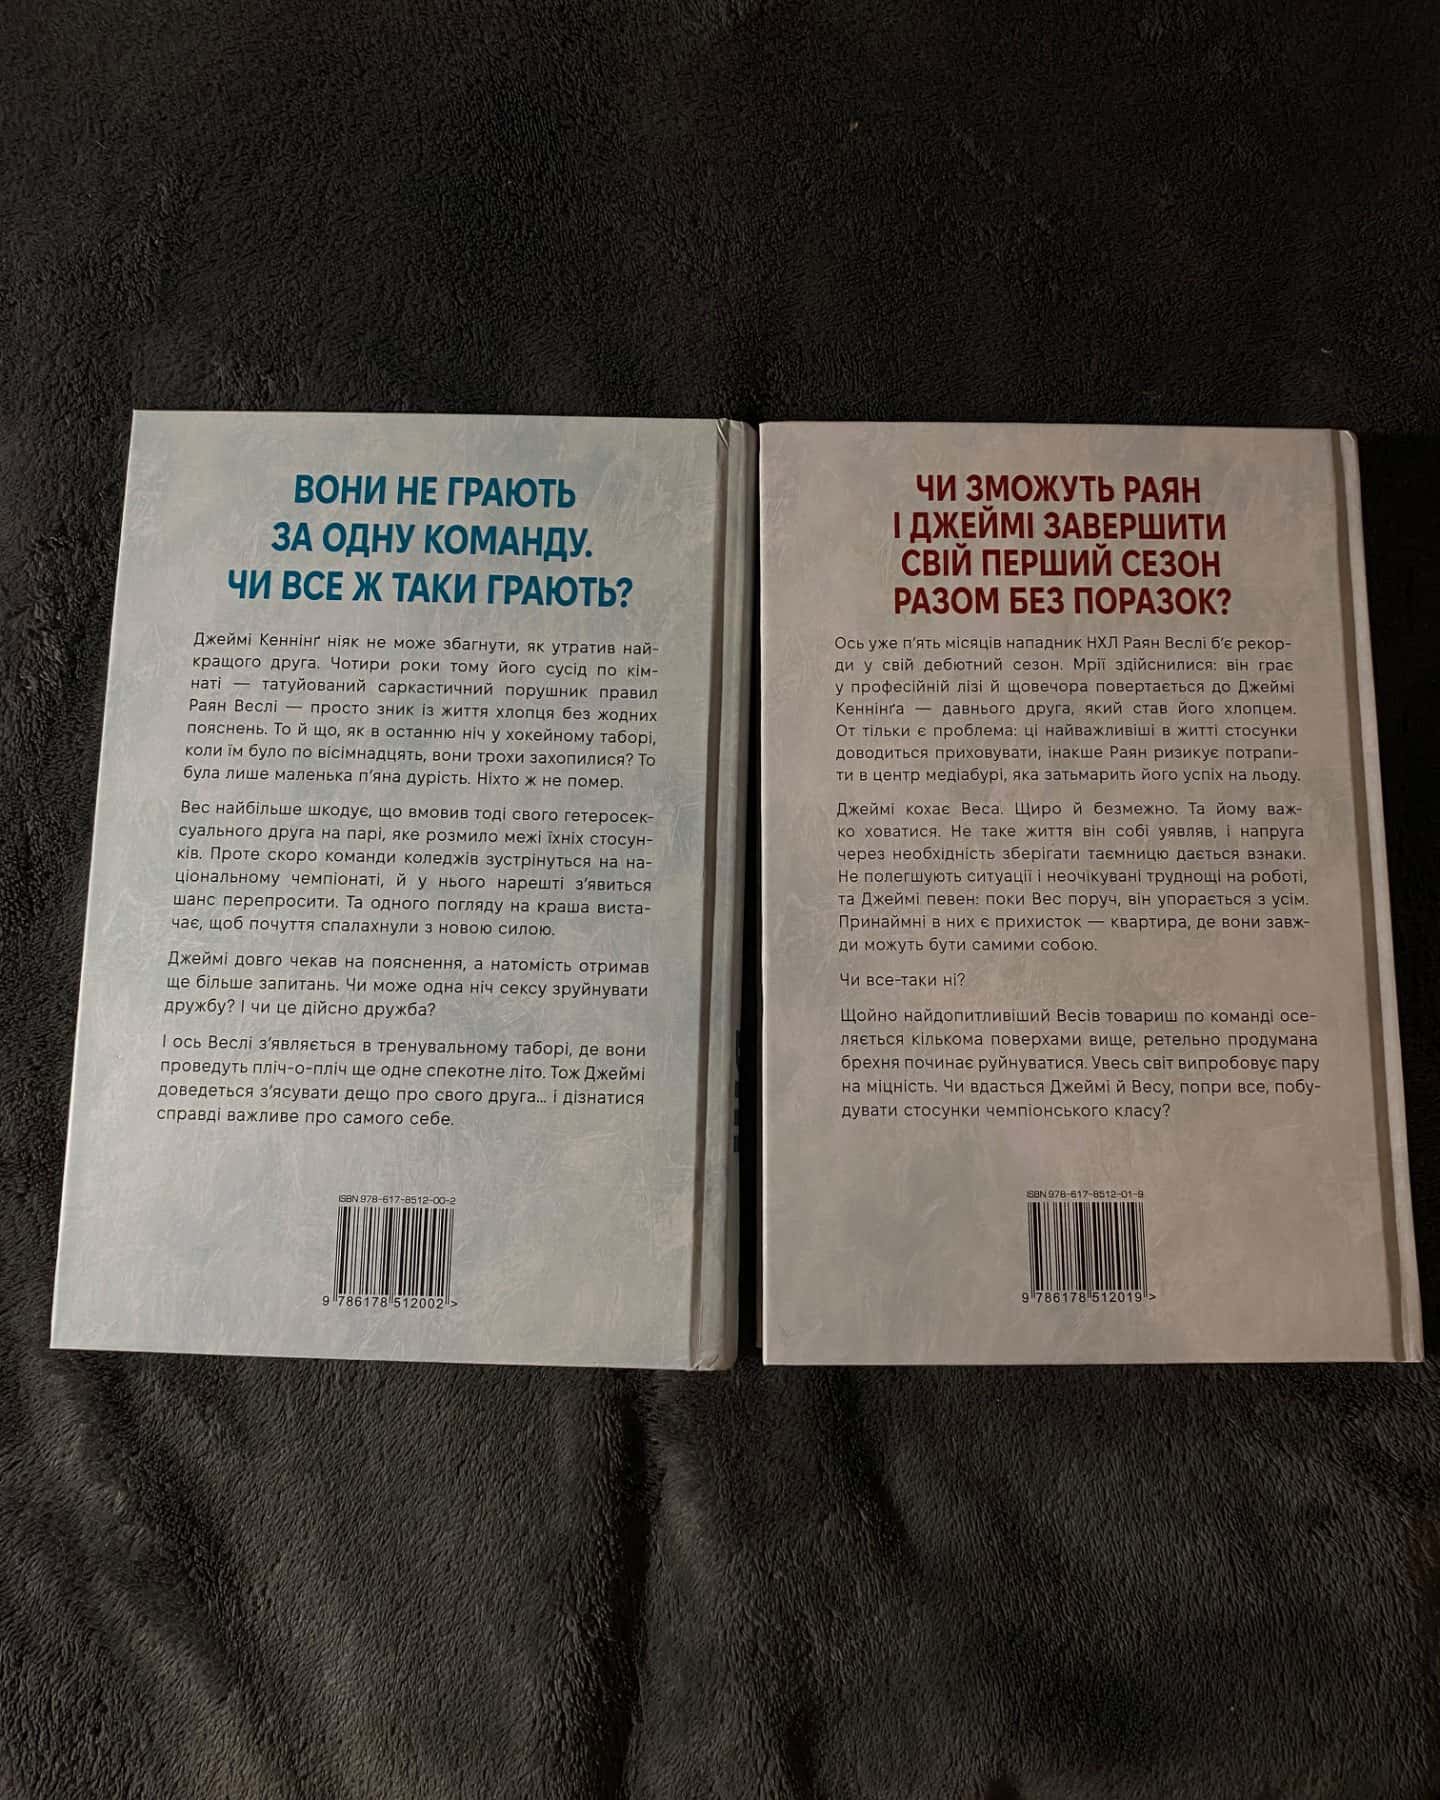 ВОНИ НЕ ГРАЮТЬ
ЗА ОДНУ КОМАНДУ.
ЧИ ВСЕ Ж ТАКИ ГРАЮТЬ?
Джеймі Кеннінґ ніяк не може збагнути, як утратив най-
кращого друга. Чотири роки тому його сусід по кім-
наті — татуйований саркастичний порушник правил
Раян Веслі — просто зник із життя хлопця без жодних
пояснень. То й що, як в останню ніч у хокейному таборі,
коли їм було по вісімнадцять, вони трохи захопилися? То
була лише маленька п'яна дурість. Ніхто ж не помер.
Вес найбільше шкодує, що вмовив тоді свого гетеросек-
суального друга на парі, яке розмило межі їхніх стосун-
ків. Проте скоро команди коледжів зустрінуться на на-
ціональному чемпіонаті, й у нього нарешті з'явиться
шанс перепросити. Та одного погляду на краша виста-
чає, щоб почуття спалахнули з новою силою.
Джеймі довго чекав на пояснення, а натомість отримав
ще більше запитань. Чи може одна ніч сексу зруйнувати
дружбу? І чи це дійсно дружба?
І ось Веслі з'являється в тренувальному таборі, де вони
проведуть пліч-о-пліч ще одне спекотне літо. Тож Джеймі
доведеться з'ясувати дещо про свого друга... і дізнатися
справді важливе про самого себе.
ISBN 978-617-8512-00-2
9 786178 512002 >
ЧИ ЗМОЖУТЬ РАЯН
І ДЖЕЙМІ ЗАВЕРШИТИ
СВІЙ ПЕРШИЙ СЕЗОН
РАЗОМ БЕЗ ПОРАЗОК?
Ось уже п'ять місяців нападник НХЛ Раян Веслі б'є рекор-
ди у свій дебютний сезон. Мрії здійснилися: він грає
у професійній лізі й щовечора повертається до Джеймі
Кеннінґа — давнього друга, який став його хлопцем.
От тільки є проблема: ці найважливіші в житті стосунки
доводиться приховувати, інакше Раян ризикує потрапи-
ти в центр медіабурі, яка затьмарить його успіх на льоду.
Джеймі кохає Веса. Щиро й безмежно. Та йому важ-
ко ховатися. Не таке життя він собі уявляв, і напруга
через необхідність зберігати таємницю дається взнаки.
Не полегшують ситуації і неочікувані труднощі на роботі,
та Джеймі певен: поки Вес поруч, він упорається з усім.
Принаймні в них є прихисток — квартира, де вони завж-
ди можуть бути самими собою.
Чи все-таки ні?
Щойно найдопитливіший Весів товариш по команді осе-
ляється кількома поверхами вище, ретельно продумана
брехня починає руйнуватися. Увесь світ випробовує пару
на міцність. Чи вдасться Джеймі й Весу, попри все, побу-
дувати стосунки чемпіонського класу?
ISBN 978-617-8512-01-9
9 786178 512019 >